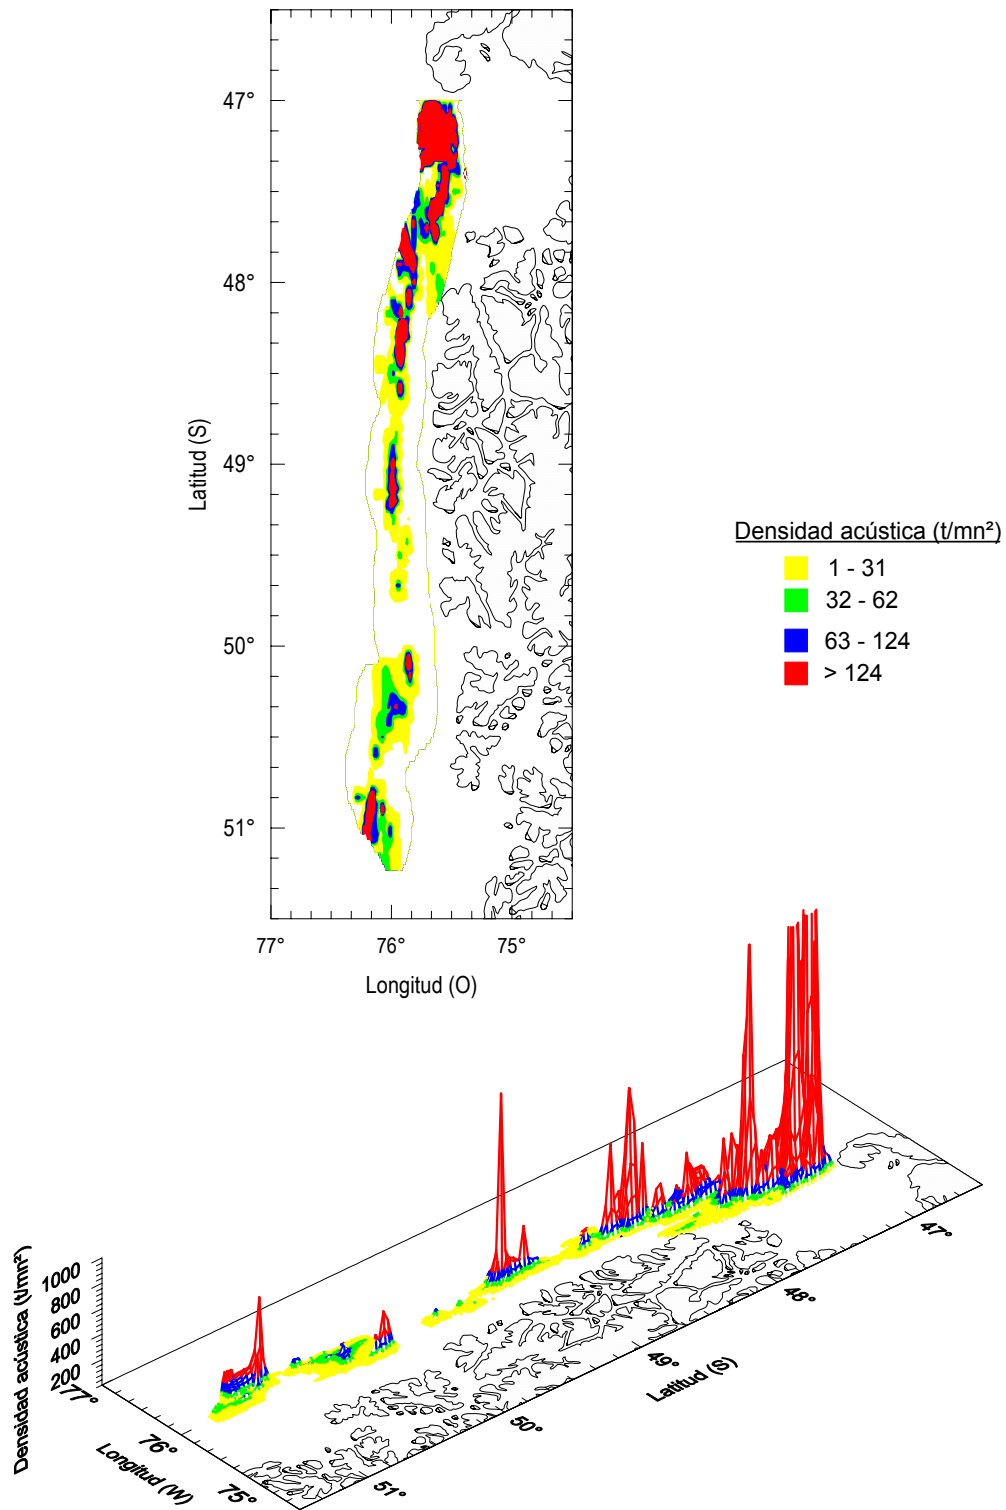 47°
48°
49°
50°
51°
Latitud (S)
77°
76°
75°
Longitud (O)
Densidad acústica (t/mn²)
1 - 31
32 - 62
63 - 124
> 124
Densidad acústica (t/mn²)
1000
800
600
400
200
77°
76°
75°
Longitud (W)
51°
50°
49°
48°
47°
Latitud (S)